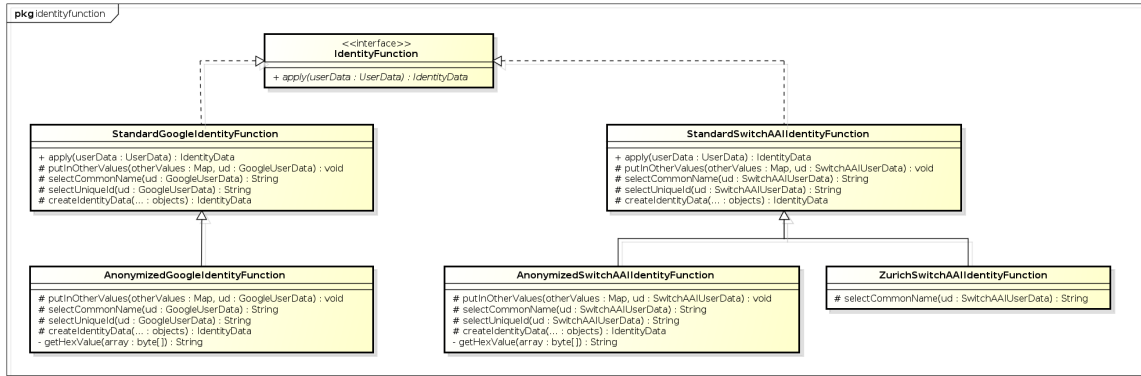 pkg identityfunction
<<interface>>
IdentityFunction
+ apply(userData : UserData) : IdentityData
StandardGoogleIdentityFunction
+ apply(userData : UserData) : IdentityData
# putInOtherValues(otherValues : Map, ud : GoogleUserData) : void
# selectCommonName(ud : GoogleUserData) : String
# selectUniqueId(ud : GoogleUserData) : String
# createIdentityData(... : objects) : IdentityData
StandardSwitchAAIIdentityFunction
+ apply(userData : UserData) : IdentityData
# putInOtherValues(otherValues : Map, ud : SwitchAAIUserData) : void
# selectCommonName(ud : SwitchAAIUserData) : String
# selectUniqueId(ud : SwitchAAIUserData) : String
# createIdentityData(... : objects) : IdentityData
AnonymizedGoogleIdentityFunction
# putInOtherValues(otherValues : Map, ud : GoogleUserData) : void
# selectCommonName(ud : GoogleUserData) : String
# selectUniqueId(ud : GoogleUserData) : String
# createIdentityData(... : objects) : IdentityData
- getHexValue(array : byte[]) : String
AnonymizedSwitchAAIIdentityFunction
# putInOtherValues(otherValues : Map, ud : SwitchAAIUserData) : void
# selectCommonName(ud : SwitchAAIUserData) : String
# selectUniqueId(ud : SwitchAAIUserData) : String
# createIdentityData(... : objects) : IdentityData
- getHexValue(array : byte[]) : String
ZurichSwitchAAIIdentityFunction
# selectCommonName(ud : SwitchAAIUserData) : String